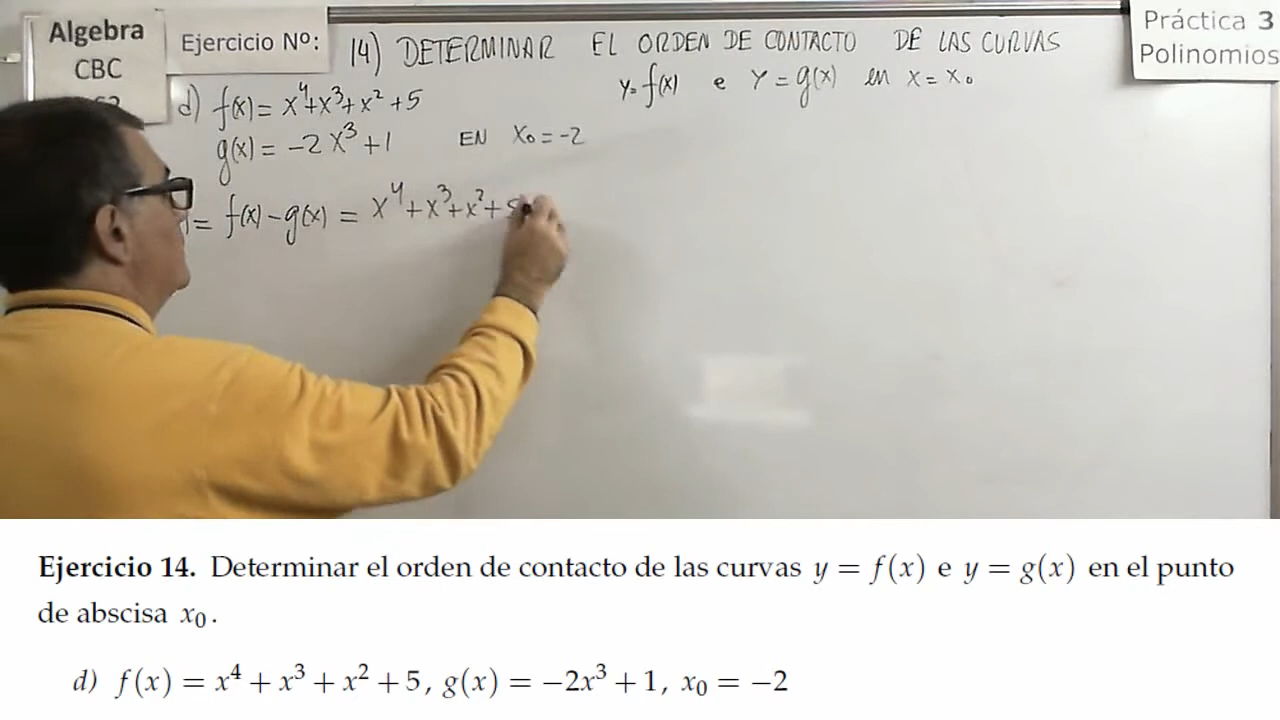 Algebra
CBC
Ejercicio Nº:
Práctica 3
Polinomios
14) DETERMINAR EL ORDEN DE CONTACTO DE LAS CURVAS
y=f(x) e y=g(x) en x=x₀
d) f(x)= x⁴+x³+x²+5
g(x)= -2x³+1 EN x₀=-2
= f(x)-g(x) = x⁴+x³+x²+5
Ejercicio 14. Determinar el orden de contacto de las curvas y = f(x) e y = g(x) en el punto
de abscisa x₀.
d) f(x) = x⁴ + x³ + x² + 5, g(x) = −2x³ + 1, x₀ = −2